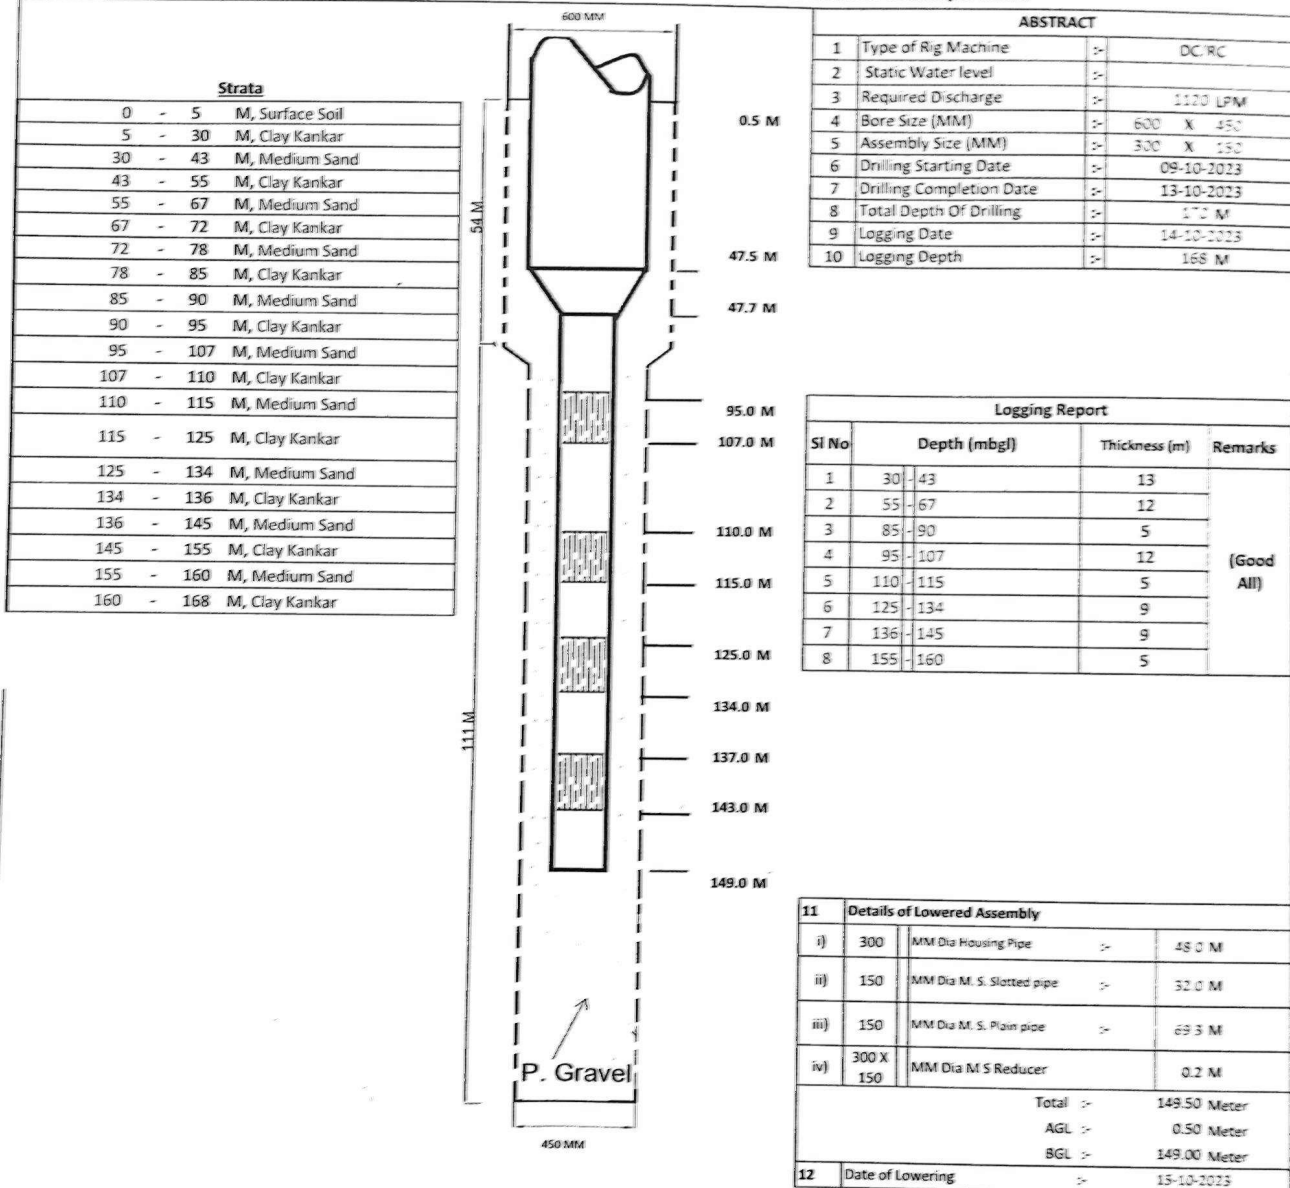 600 MM
Strata
0 - 5 M, Surface Soil
5 - 30 M, Clay Kankar
30 - 43 M, Medium Sand
43 - 55 M, Clay Kankar
55 - 67 M, Medium Sand
67 - 72 M, Clay Kankar
72 - 78 M, Medium Sand
78 - 85 M, Clay Kankar
85 - 90 M, Medium Sand
90 - 95 M, Clay Kankar
95 - 107 M, Medium Sand
107 - 110 M, Clay Kankar
110 - 115 M, Medium Sand
115 - 125 M, Clay Kankar
125 - 134 M, Medium Sand
134 - 136 M, Clay Kankar
136 - 145 M, Medium Sand
145 - 155 M, Clay Kankar
155 - 160 M, Medium Sand
160 - 168 M, Clay Kankar
54 M
111 M
0.5 M
47.5 M
47.7 M
95.0 M
107.0 M
110.0 M
115.0 M
125.0 M
134.0 M
137.0 M
143.0 M
149.0 M
P. Gravel
450 MM
ABSTRACT
1 Type of Rig Machine :- DC/RC
2 Static Water level :-
3 Required Discharge :- 1120 LPM
4 Bore Size (MM) :- 600 X 450
5 Assembly Size (MM) :- 300 X 150
6 Drilling Starting Date :- 09-10-2023
7 Drilling Completion Date :- 13-10-2023
8 Total Depth Of Drilling :- M
9 Logging Date :- 14-10-2023
10 Logging Depth :- 168 M
Logging Report
Sl No Depth (mbgl) Thickness (m) Remarks
1 30 - 43 13
2 55 - 67 12
3 85 - 90 5
4 95 - 107 12
5 110 - 115 5
6 125 - 134 9
7 136 - 145 9
8 155 - 160 5
(Good
All)
11 Details of Lowered Assembly
i) 300 MM Dia Housing Pipe :- 48.0 M
ii) 150 MM Dia M. S. Slotted pipe :- 32.0 M
iii) 150 MM Dia M. S. Plain pipe :- 69.3 M
iv) 300 X 150 MM Dia M S Reducer 0.2 M
Total :- 149.50 Meter
AGL :- 0.50 Meter
BGL :- 149.00 Meter
12 Date of Lowering :- 15-10-2023